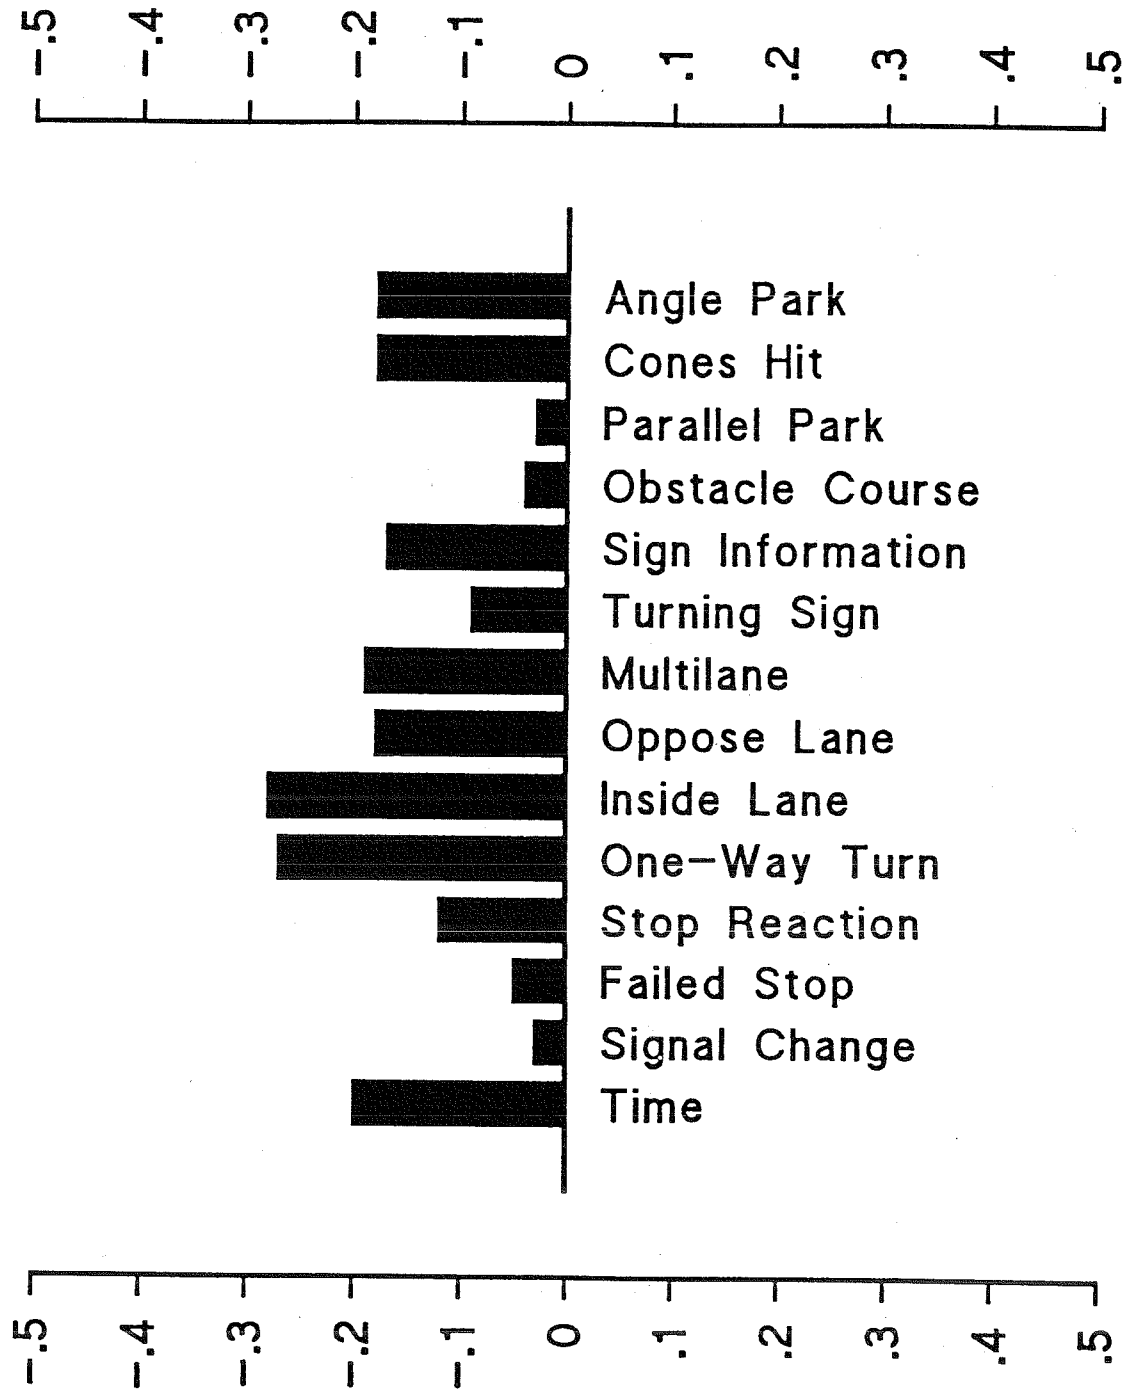 -.5 -.4 -.3 -.2 -.1 0 .1 .2 .3 .4 .5
Angle Park
Cones Hit
Parallel Park
Obstacle Course
Sign Information
Turning Sign
Multilane
Oppose Lane
Inside Lane
One-Way Turn
Stop Reaction
Failed Stop
Signal Change
Time
-.5 -.4 -.3 -.2 -.1 0 .1 .2 .3 .4 .5